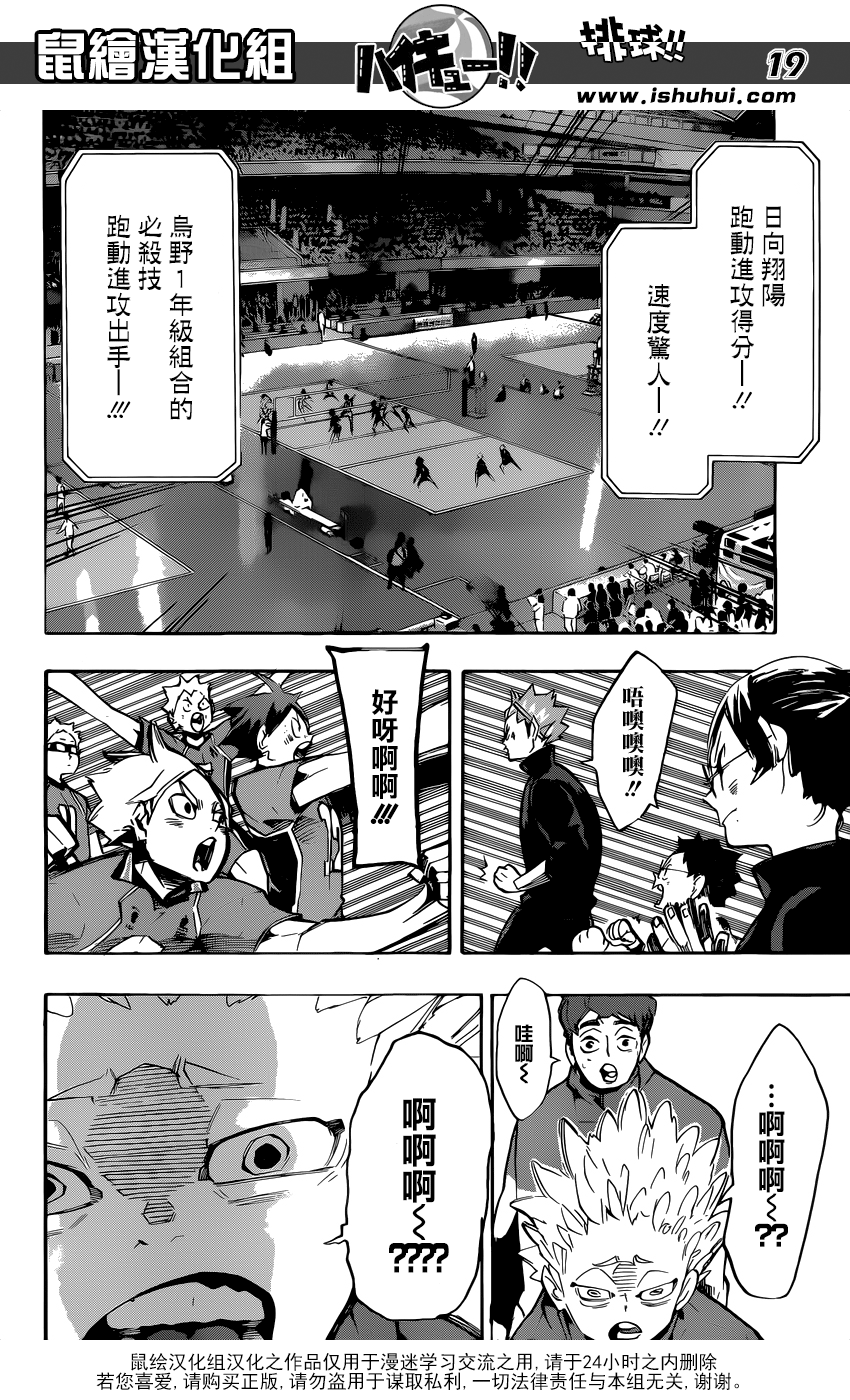 鼠繪漢化組
ハイキュー!!
排球!!
19
www.ishuhui.com
日向翔陽
跑動進攻得分—!!
速度驚人—!!
烏野1年級組合的
必殺技
跑動進攻出手—!!!
唔噢噢噢!!
好呀啊啊!!!
…啊啊啊~??
哇啊~
啊啊啊~????
鼠绘汉化组汉化之作品仅用于漫迷学习交流之用,请于24小时之内删除
若您喜爱,请购买正版,请勿盗用于谋取私利,一切法律责任与本组无关,谢谢。